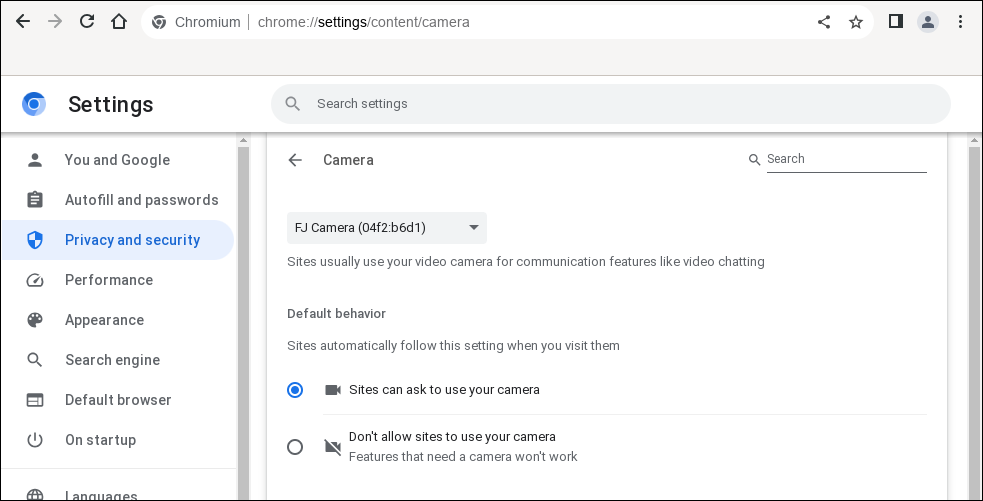 Chromium | chrome://settings/content/camera
Settings
Search settings
You and Google
Autofill and passwords
Privacy and security
Performance
Appearance
Search engine
Default browser
On startup
Languages
Camera
Search
FJ Camera (04f2:b6d1)
Sites usually use your video camera for communication features like video chatting
Default behavior
Sites automatically follow this setting when you visit them
Sites can ask to use your camera
Don't allow sites to use your camera
Features that need a camera won't work